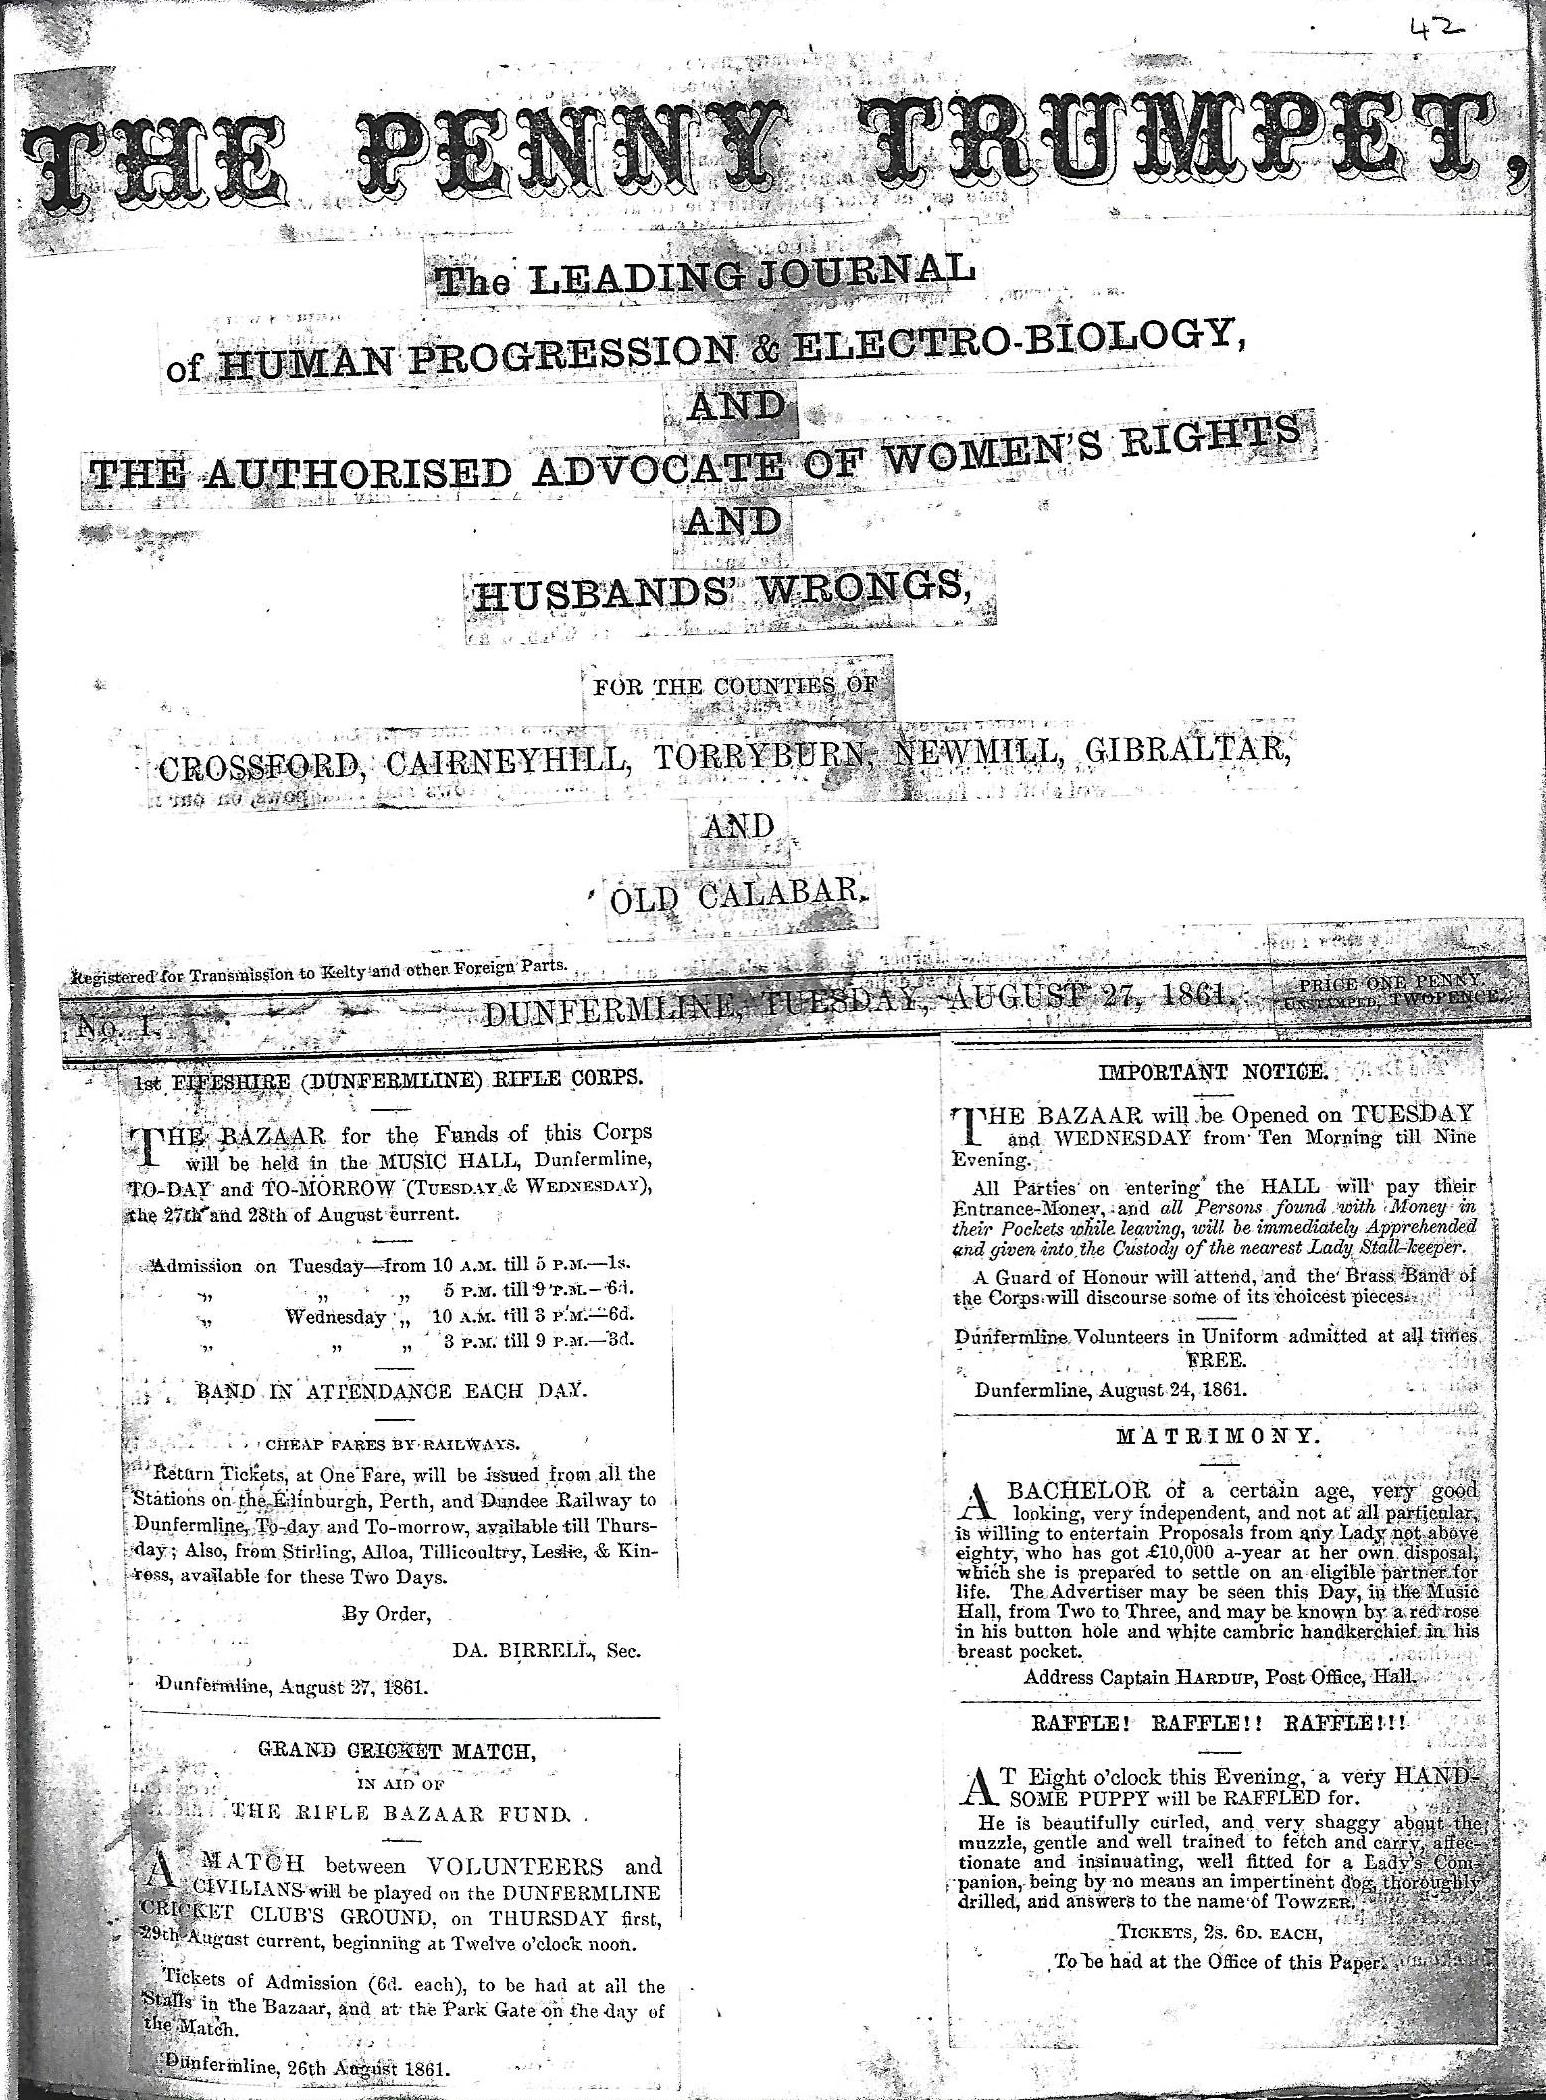 42
THE PENNY TRUMPET,
The LEADING JOURNAL
of HUMAN PROGRESSION & ELECTRO-BIOLOGY,
AND
THE AUTHORISED ADVOCATE OF WOMEN'S RIGHTS
AND
HUSBANDS' WRONGS,
FOR THE COUNTIES OF
CROSSFORD, CAIRNEYHILL, TORRYBURN, NEWMILL, GIBRALTAR,
AND
OLD CALABAR.
Registered for Transmission to Kelty and other Foreign Parts.
No. I. DUNFERMLINE, TUESDAY, AUGUST 27, 1861. PRICE ONE PENNY
UNSTAMPED, TWOPENCE.
1st FIFESHIRE (DUNFERMLINE) RIFLE CORPS.
THE BAZAAR for the Funds of this Corps
will be held in the MUSIC HALL, Dunfermline,
TO-DAY and TO-MORROW (TUESDAY & WEDNESDAY),
the 27th and 28th of August current.
Admission on Tuesday—from 10 A.M. till 5 P.M.—1s.
„ „ „ 5 P.M. till 9 P.M.—6d.
„ Wednesday „ 10 A.M. till 3 P.M.—6d.
„ „ „ 3 P.M. till 9 P.M.—3d.
BAND IN ATTENDANCE EACH DAY.
CHEAP FARES BY RAILWAYS.
Return Tickets, at One Fare, will be issued from all the
Stations on the Edinburgh, Perth, and Dundee Railway to
Dunfermline, To-day and To-morrow, available till Thurs-
day; Also, from Stirling, Alloa, Tillicoultry, Leslie, & Kin-
ross, available for these Two Days.
By Order,
DA. BIRRELL, Sec.
Dunfermline, August 27, 1861.
GRAND CRICKET MATCH,
IN AID OF
THE RIFLE BAZAAR FUND.
A MATCH between VOLUNTEERS and
CIVILIANS will be played on the DUNFERMLINE
CRICKET CLUB'S GROUND, on THURSDAY first,
29th August current, beginning at Twelve o'clock noon.
Tickets of Admission (6d. each), to be had at all the
Stalls in the Bazaar, and at the Park Gate on the day of
the Match.
Dunfermline, 26th August 1861.
IMPORTANT NOTICE.
THE BAZAAR will be Opened on TUESDAY
and WEDNESDAY from Ten Morning till Nine
Evening.
All Parties on entering the HALL will pay their
Entrance-Money, and all Persons found with Money in
their Pockets while leaving, will be immediately Apprehended
and given into the Custody of the nearest Lady Stall-keeper.
A Guard of Honour will attend, and the Brass Band of
the Corps will discourse some of its choicest pieces.
Dunfermline Volunteers in Uniform admitted at all times
FREE.
Dunfermline, August 24, 1861.
MATRIMONY.
A BACHELOR of a certain age, very good
looking, very independent, and not at all particular,
is willing to entertain Proposals from any Lady not above
eighty, who has got £10,000 a-year at her own disposal,
which she is prepared to settle on an eligible partner for
life. The Advertiser may be seen this Day, in the Music
Hall, from Two to Three, and may be known by a red rose
in his button hole and white cambric handkerchief in his
breast pocket.
Address Captain HARDUP, Post Office, Hall.
RAFFLE! RAFFLE!! RAFFLE!!!
AT Eight o'clock this Evening, a very HAND-
SOME PUPPY will be RAFFLED for.
He is beautifully curled, and very shaggy about the
muzzle, gentle and well trained to fetch and carry, affec-
tionate and insinuating, well fitted for a Lady's Com-
panion, being by no means an impertinent dog, thoroughly
drilled, and answers to the name of TOWZER.
TICKETS, 2S. 6D. EACH,
To be had at the Office of this Paper.